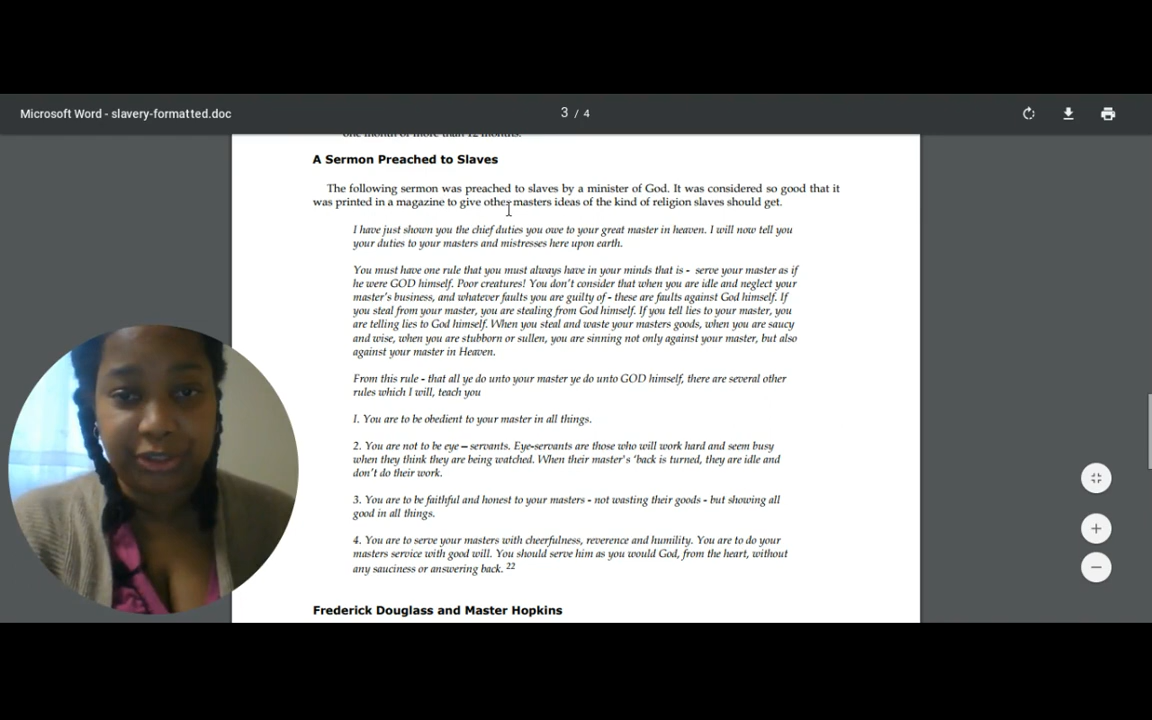 Microsoft Word - slavery-formatted.doc
3 / 4
one month or more than 12 months.
A Sermon Preached to Slaves
The following sermon was preached to slaves by a minister of God. It was considered so good that it
was printed in a magazine to give other masters ideas of the kind of religion slaves should get.
I have just shown you the chief duties you owe to your great master in heaven. I will now tell you
your duties to your masters and mistresses here upon earth.
You must have one rule that you must always have in your minds that is - serve your master as if
he were GOD himself. Poor creatures! You don't consider that when you are idle and neglect your
master's business, and whatever faults you are guilty of - these are faults against God himself. If
you steal from your master, you are stealing from God himself. If you tell lies to your master, you
are telling lies to God himself. When you steal and waste your masters goods, when you are saucy
and wise, when you are stubborn or sullen, you are sinning not only against your master, but also
against your master in Heaven.
From this rule - that all ye do unto your master ye do unto GOD himself, there are several other
rules which I will, teach you
1. You are to be obedient to your master in all things.
2. You are not to be eye – servants. Eye-servants are those who will work hard and seem busy
when they think they are being watched. When their master's 'back is turned, they are idle and
don't do their work.
3. You are to be faithful and honest to your masters - not wasting their goods - but showing all
good in all things.
4. You are to serve your masters with cheerfulness, reverence and humility. You are to do your
masters service with good will. You should serve him as you would God, from the heart, without
any sauciness or answering back. 22
Frederick Douglass and Master Hopkins